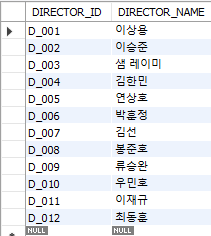 DIRECTOR_ID DIRECTOR_NAME
D_001 이상용
D_002 이승준
D_003 샘 레이미
D_004 김한민
D_005 연상호
D_006 박훈정
D_007 김선
D_008 봉준호
D_009 류승완
D_010 우민호
D_011 이재규
D_012 최동훈
NULL NULL